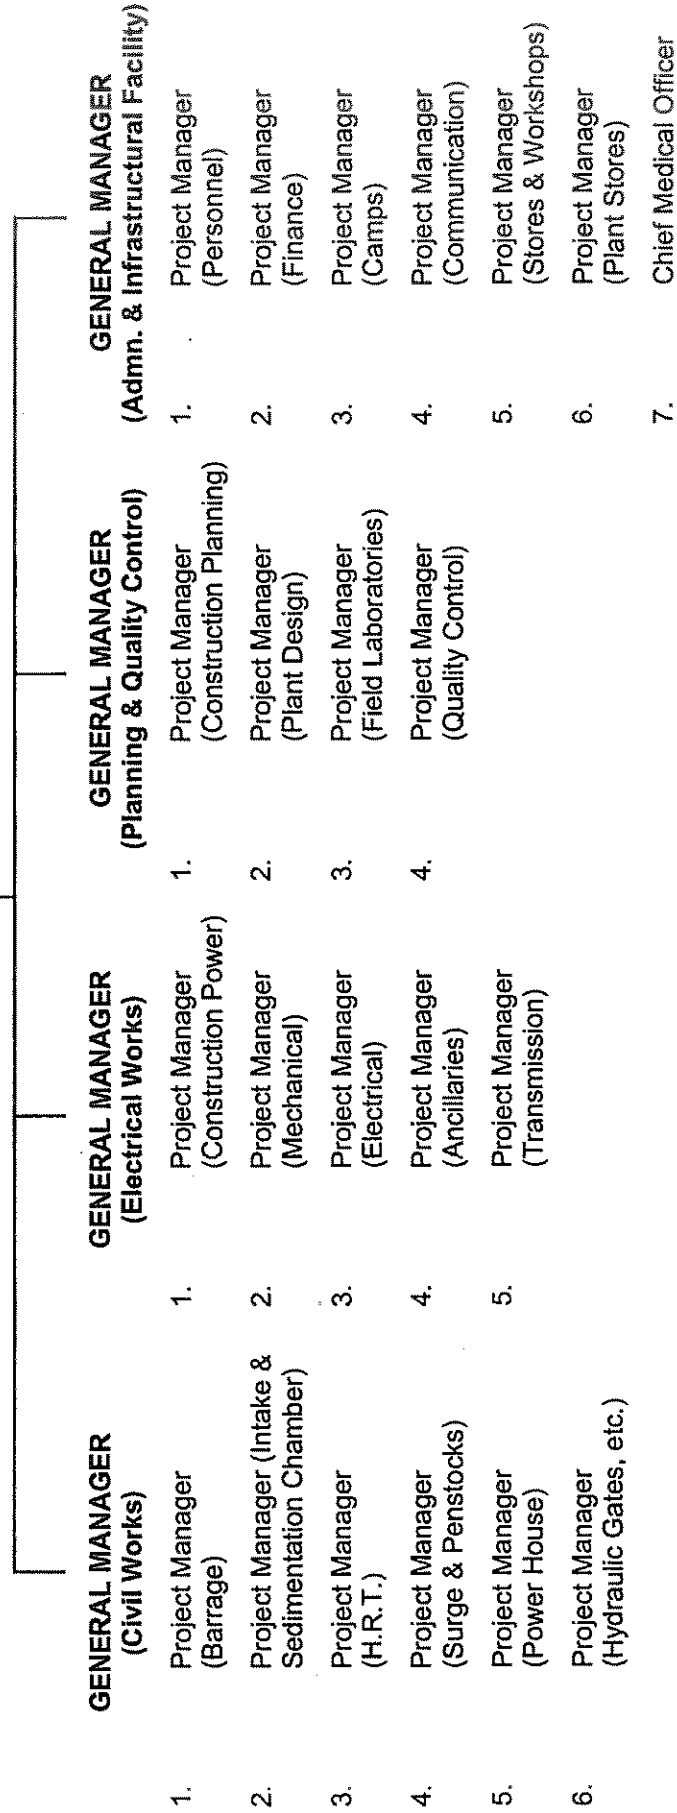 GENERAL MANAGER
(Civil Works)
1. Project Manager
(Barrage)
2. Project Manager (Intake &
Sedimentation Chamber)
3. Project Manager
(H.R.T.)
4. Project Manager
(Surge & Penstocks)
5. Project Manager
(Power House)
6. Project Manager
(Hydraulic Gates, etc.)
GENERAL MANAGER
(Electrical Works)
1. Project Manager
(Construction Power)
2. Project Manager
(Mechanical)
3. Project Manager
(Electrical)
4. Project Manager
(Ancillaries)
5. Project Manager
(Transmission)
GENERAL MANAGER
(Planning & Quality Control)
1. Project Manager
(Construction Planning)
2. Project Manager
(Plant Design)
3. Project Manager
(Field Laboratories)
4. Project Manager
(Quality Control)
GENERAL MANAGER
(Admn. & Infrastructural Facility)
1. Project Manager
(Personnel)
2. Project Manager
(Finance)
3. Project Manager
(Camps)
4. Project Manager
(Communication)
5. Project Manager
(Stores & Workshops)
6. Project Manager
(Plant Stores)
7. Chief Medical Officer